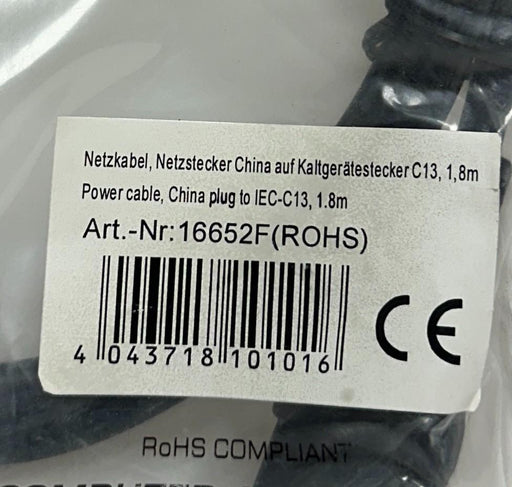 Netzkabel, Netzstecker China auf Kaltgerätestecker C13, 1,8m
Power cable, China plug to IEC-C13, 1.8m
Art.-Nr:16652F(ROHS)
CE
4 043718 101016
RoHS COMPLIANT